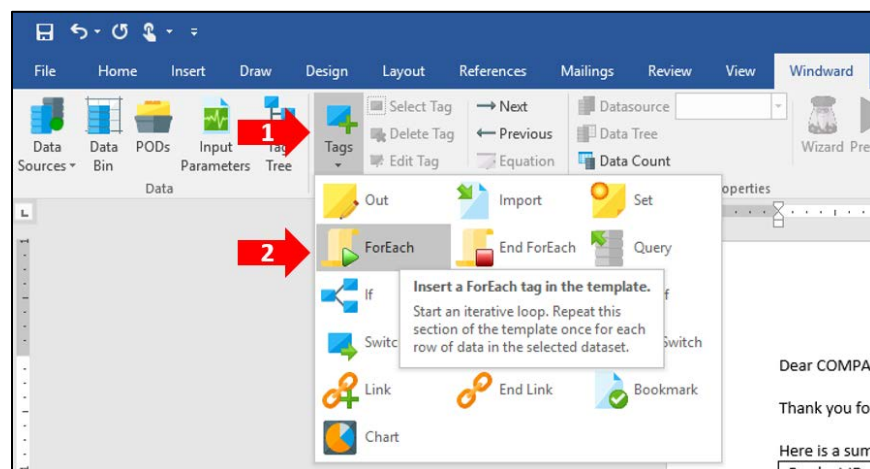 File Home Insert Draw Design Layout References Mailings Review View Windward
Select Tag Next Datasource
1
Delete Tag Previous Data Tree
Data Data PODs Input Tag Tags Wizard Pre
Edit Tag Equation Data Count
Sources Bin Parameters Tree
Data operties
L
Out Import Set
2
ForEach End ForEach Query
If
Insert a ForEach tag in the template.
f
Start an iterative loop. Repeat this
section of the template once for each
row of data in the selected dataset.
Switc Switch
Dear COMPA
Link End Link Bookmark
Thank you fo
Chart
Here is a sum